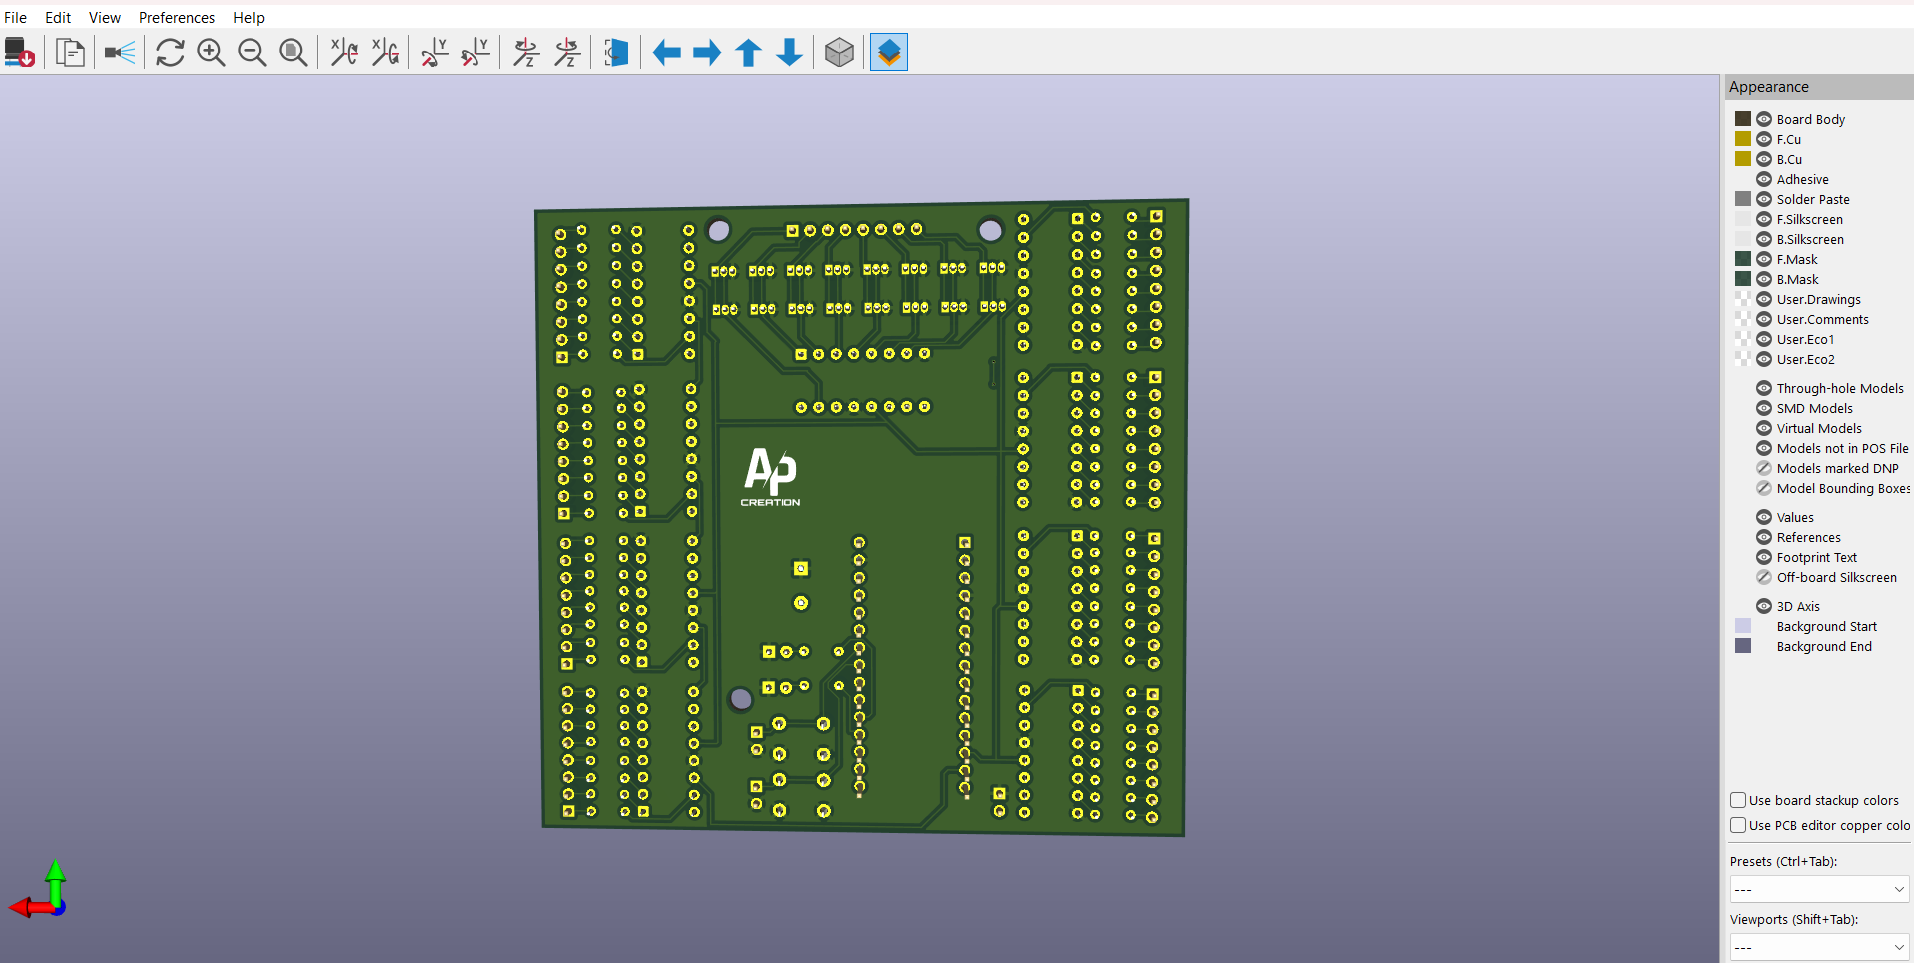 File Edit View Preferences Help
X X Y Y Z Z
Appearance
Board Body
F.Cu
B.Cu
Adhesive
Solder Paste
F.Silkscreen
B.Silkscreen
F.Mask
B.Mask
User.Drawings
User.Comments
User.Eco1
User.Eco2
Through-hole Models
SMD Models
Virtual Models
Models not in POS File
Models marked DNP
Model Bounding Boxes
Values
References
Footprint Text
Off-board Silkscreen
3D Axis
Background Start
Background End
Use board stackup colors
Use PCB editor copper colo
Presets (Ctrl+Tab):
---
Viewports (Shift+Tab):
---
AP
CREATION